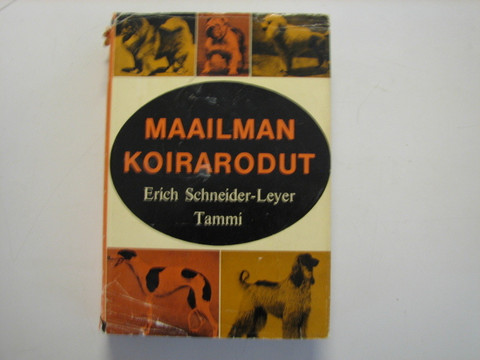 MAAILMAN
KOIRARODUT
Erich Schneider-Leyer
Tammi